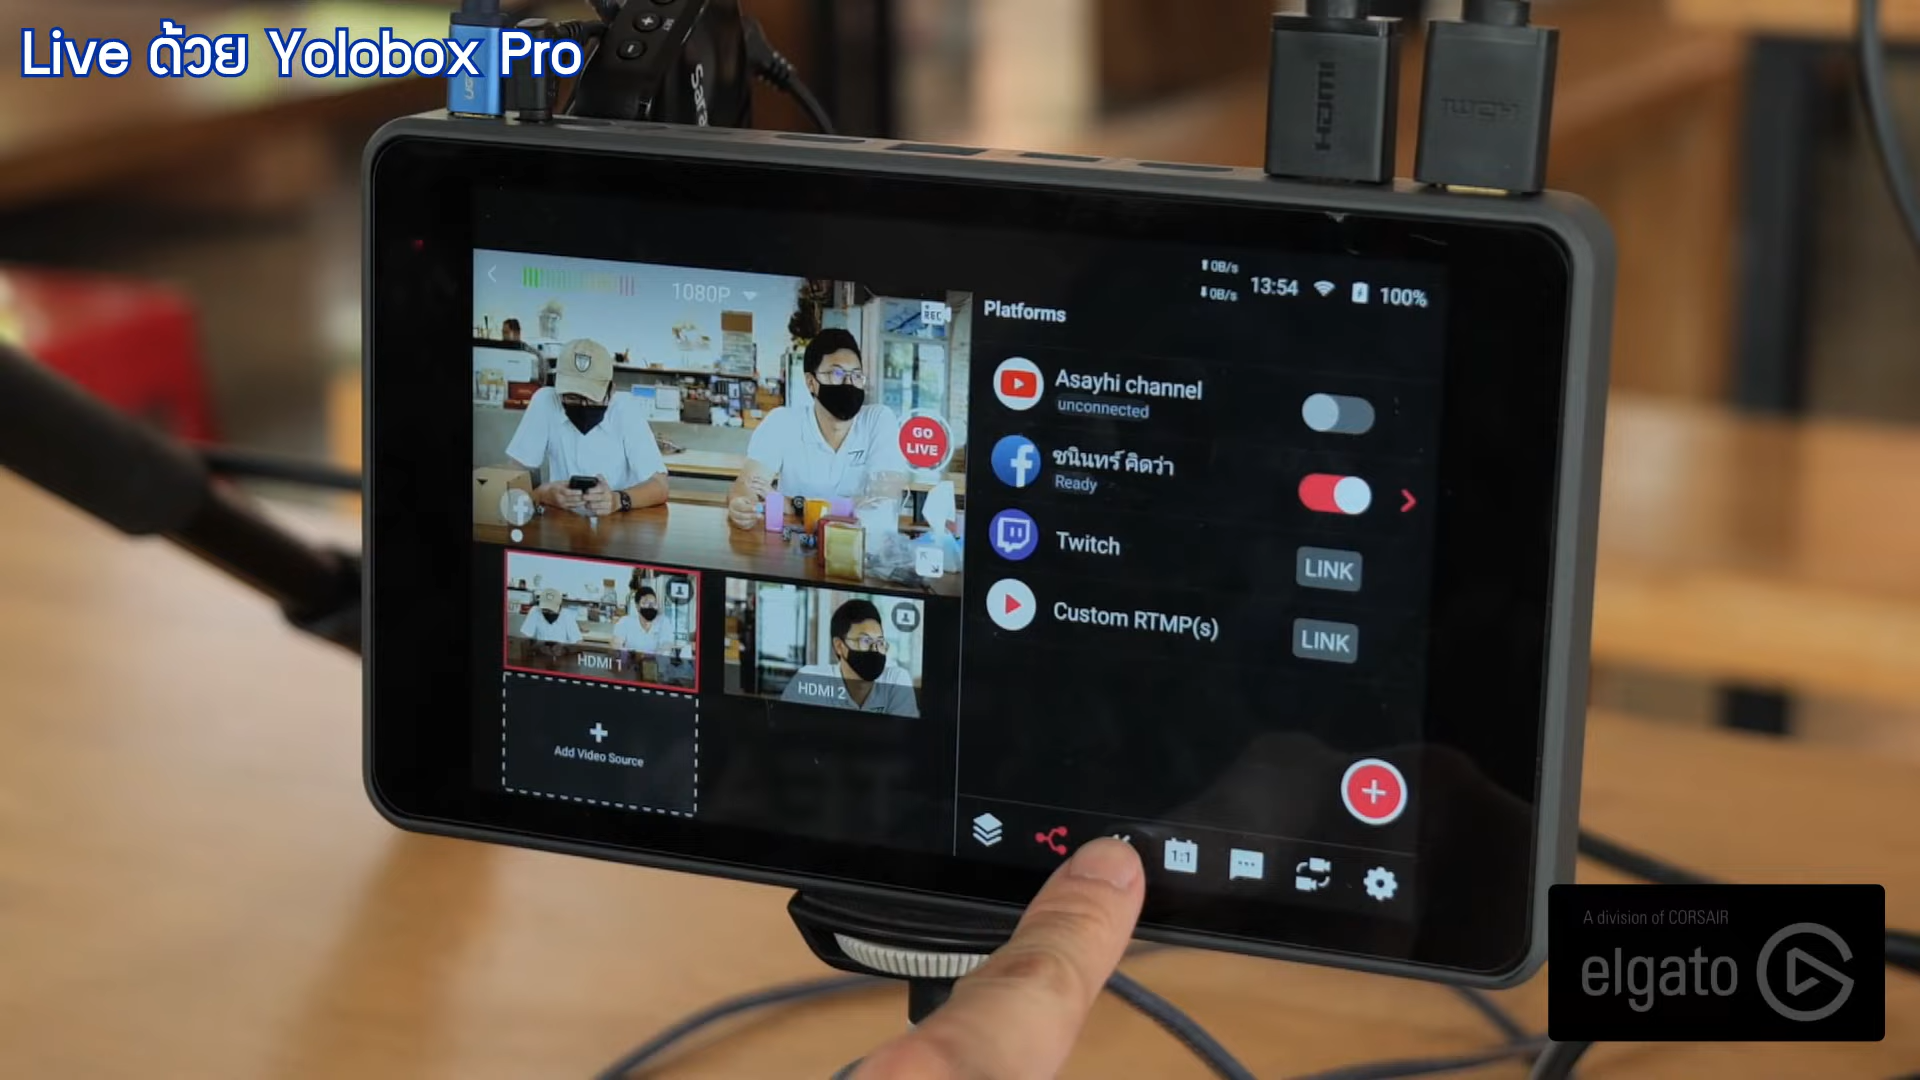 Live ด้วย Yolobox Pro
HDMI
1080P
REC
GO
LIVE
HDMI 1
HDMI 2
Add Video Source
0B/s
0B/s
13:54
100%
Platforms
Asayhi channel
unconnected
ชนินทร์ คิดว่า
Ready
Twitch
LINK
Custom RTMP(s)
LINK
1:1
A division of CORSAIR
elgato